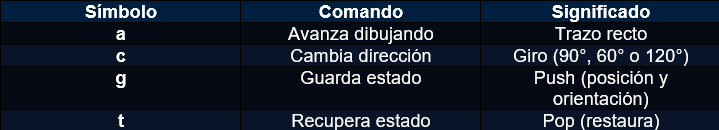 Símbolo Comando Significado
a Avanza dibujando Trazo recto
c Cambia dirección Giro (90°, 60° o 120°)
g Guarda estado Push (posición y
orientación)
t Recupera estado Pop (restaura)